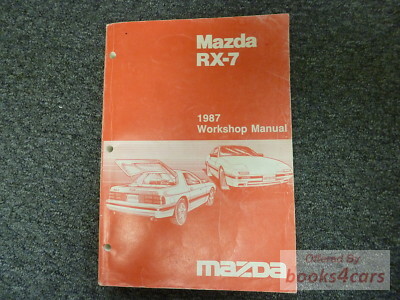 Mazda
RX-7
1987
Workshop Manual
mazda
Offered By
books4cars